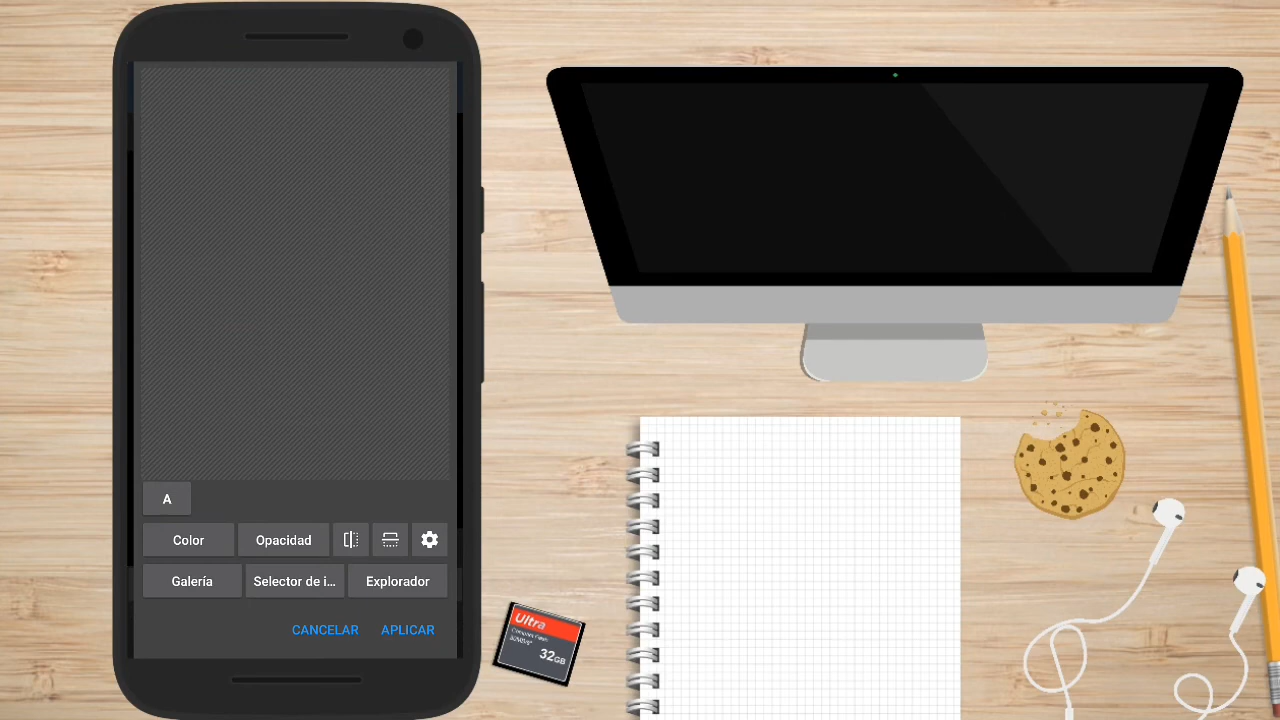 A
Color
Opacidad
Galería
Selector de i...
Explorador
CANCELAR
APLICAR
Ultra
32GB